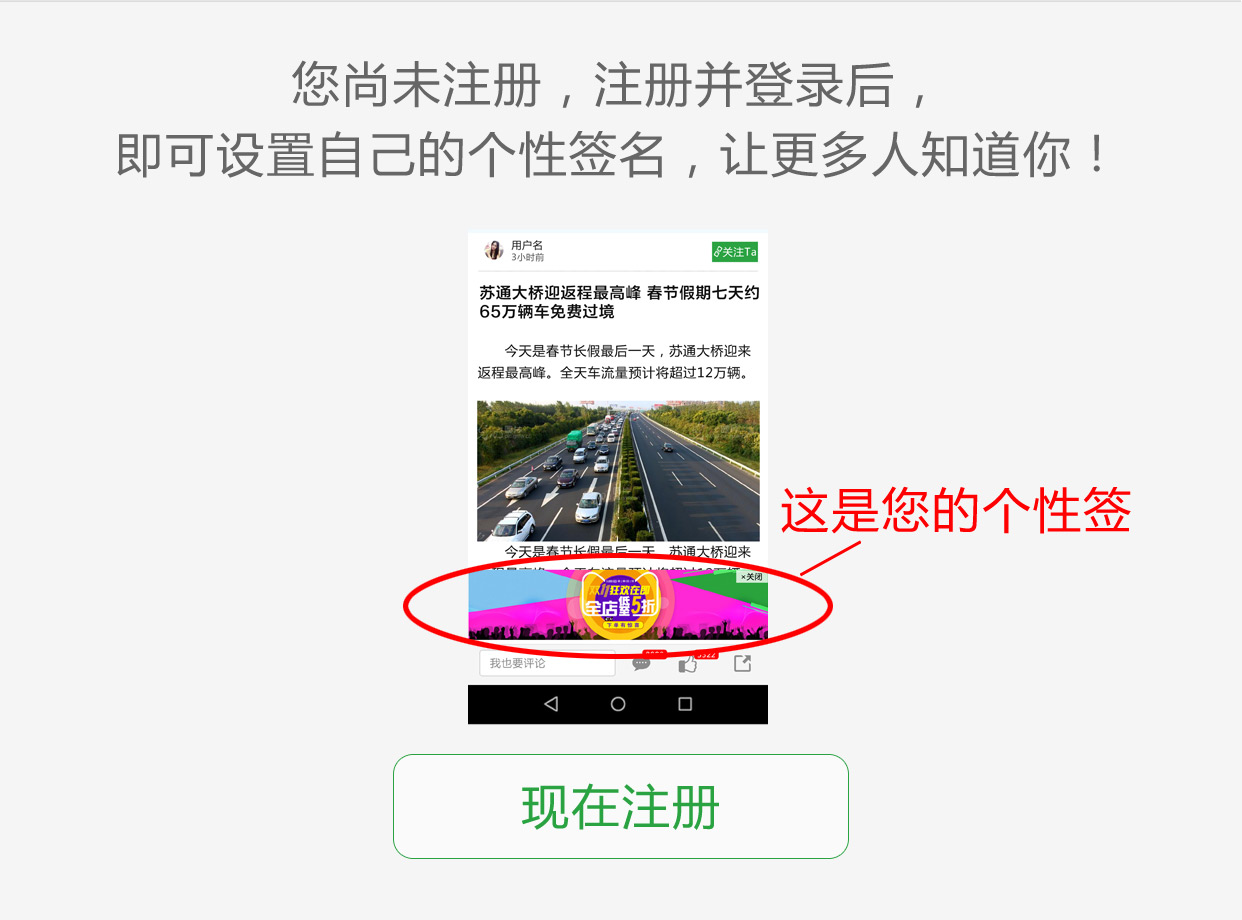 您尚未注册，注册并登录后，
即可设置自己的个性签名，让更多人知道你！
用户名
3小时前
关注Ta
苏通大桥迎返程最高峰 春节假期七天约
65万辆车免费过境
今天是春节长假最后一天，苏通大桥迎来
返程最高峰。全天车流量预计将超过12万辆。
这是您的个性签
今天是春节长假最后一天，苏通大桥迎来
×关闭
双11狂欢在即
全店低至5折
下单有惊喜
我也要评论
现在注册